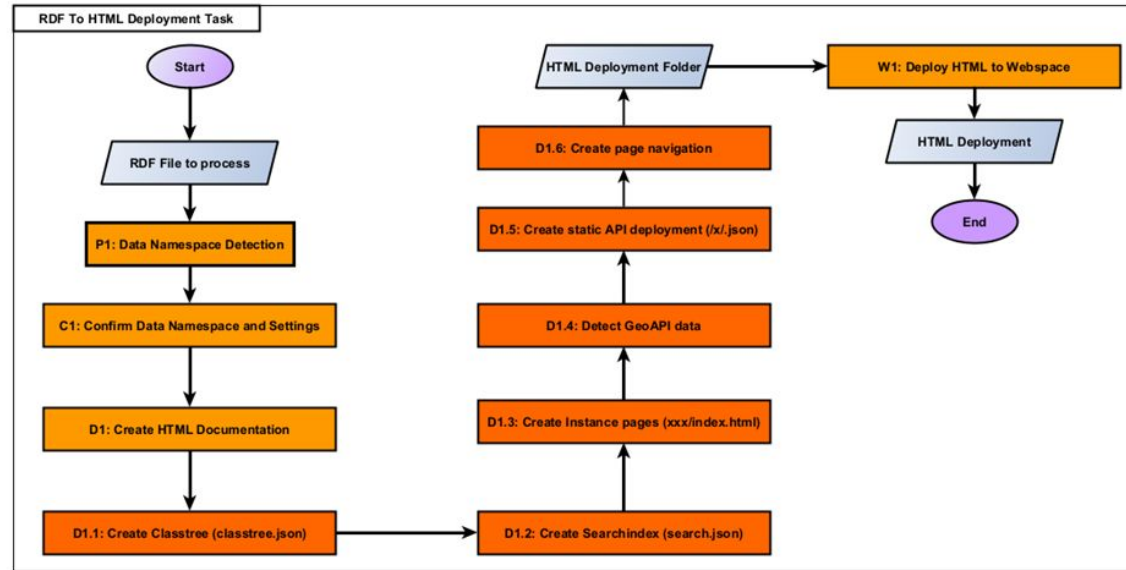 RDF To HTML Deployment Task
Start
RDF File to process
P1: Data Namespace Detection
C1: Confirm Data Namespace and Settings
D1: Create HTML Documentation
D1.1: Create Classtree (classtree.json)
D1.2: Create Searchindex (search.json)
D1.3: Create Instance pages (xxx/index.html)
D1.4: Detect GeoAPI data
D1.5: Create static API deployment (/x/.json)
D1.6: Create page navigation
HTML Deployment Folder
W1: Deploy HTML to Webspace
HTML Deployment
End